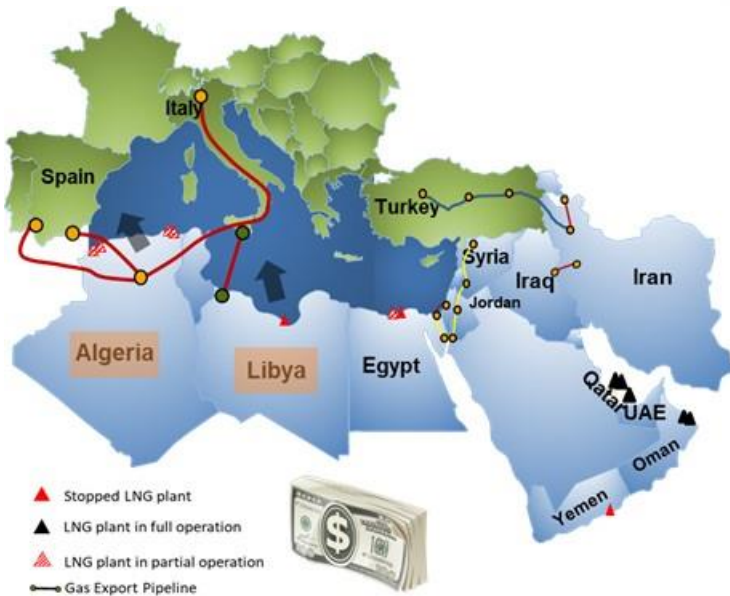 Italy
Spain
Turkey
Syria
Iraq
Iran
Jordan
Algeria
Libya
Egypt
Qatar
UAE
Oman
Yemen
Stopped LNG plant
LNG plant in full operation
LNG plant in partial operation
Gas Export Pipeline
$